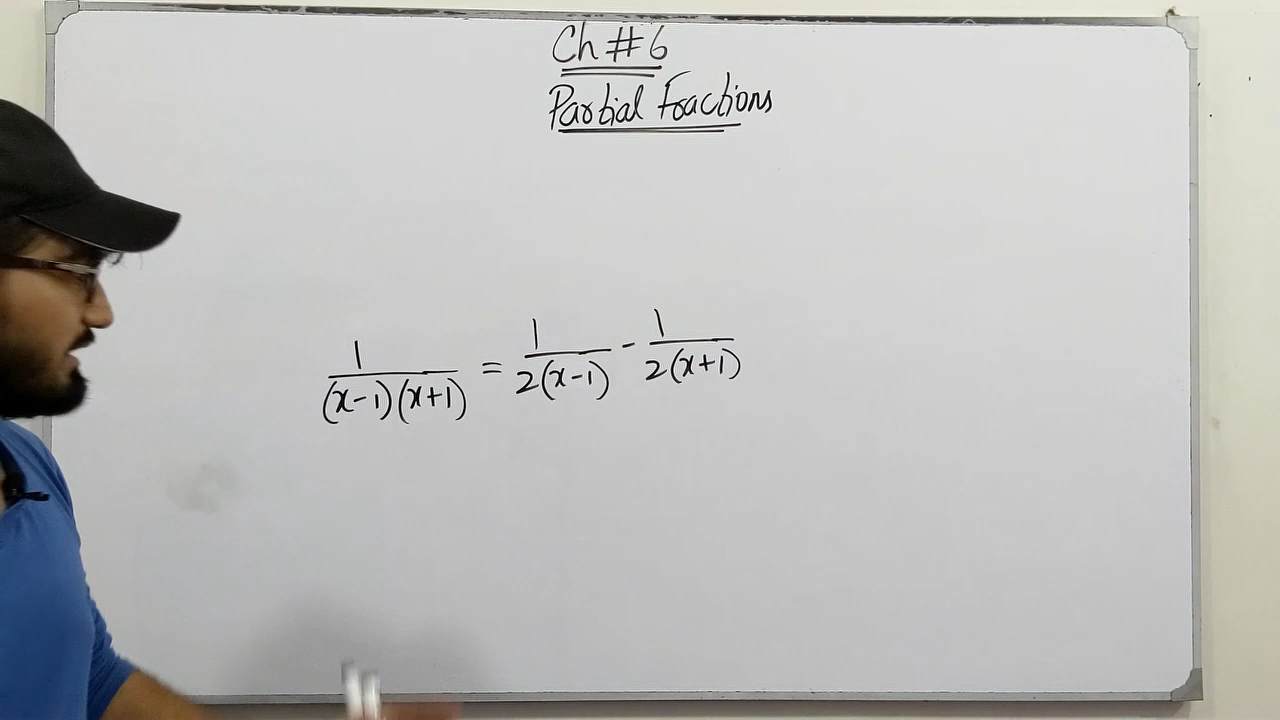 Ch # 6
Partial Fractions
1/((x-1)(x+1)) = 1/(2(x-1)) - 1/(2(x+1))